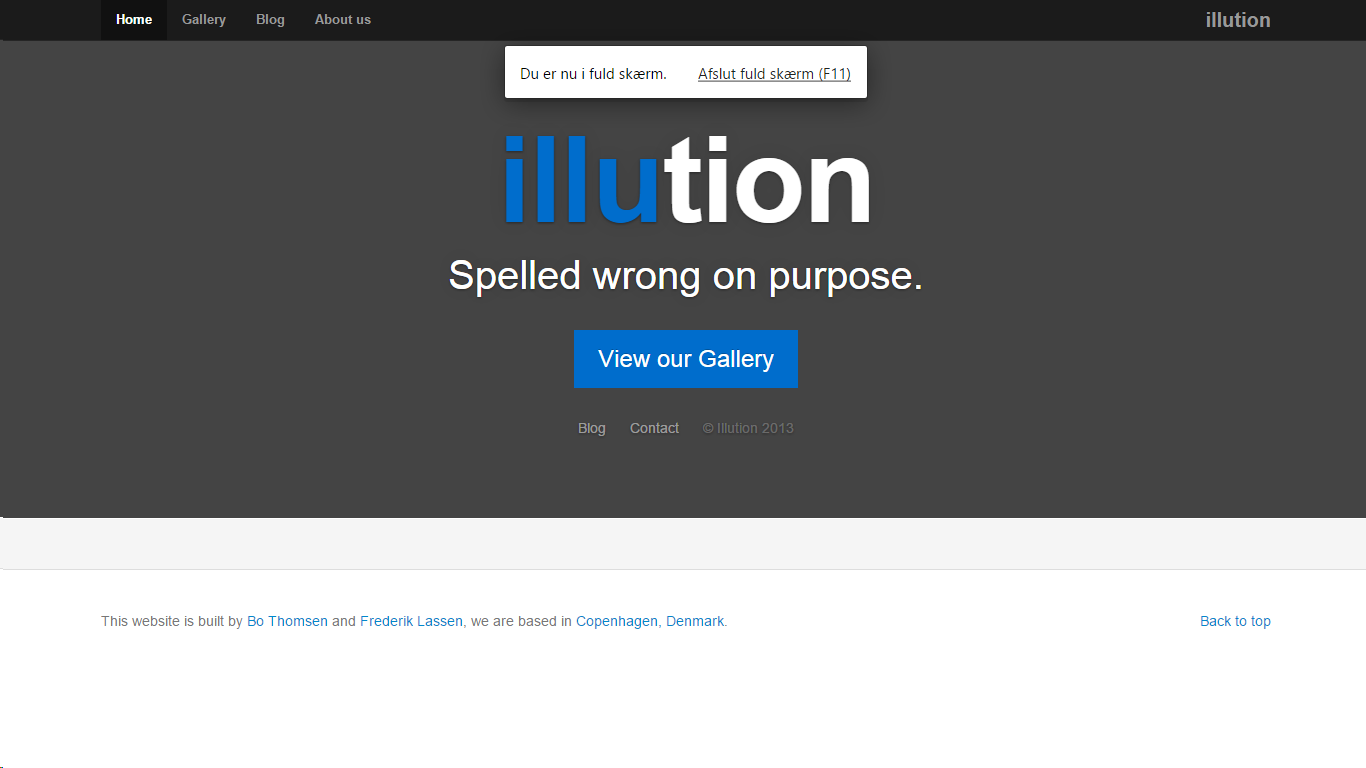 Home Gallery Blog About us illution
Du er nu i fuld skærm. Afslut fuld skærm (F11)
illution
Spelled wrong on purpose.
View our Gallery
Blog Contact © Illution 2013
This website is built by Bo Thomsen and Frederik Lassen, we are based in Copenhagen, Denmark. Back to top